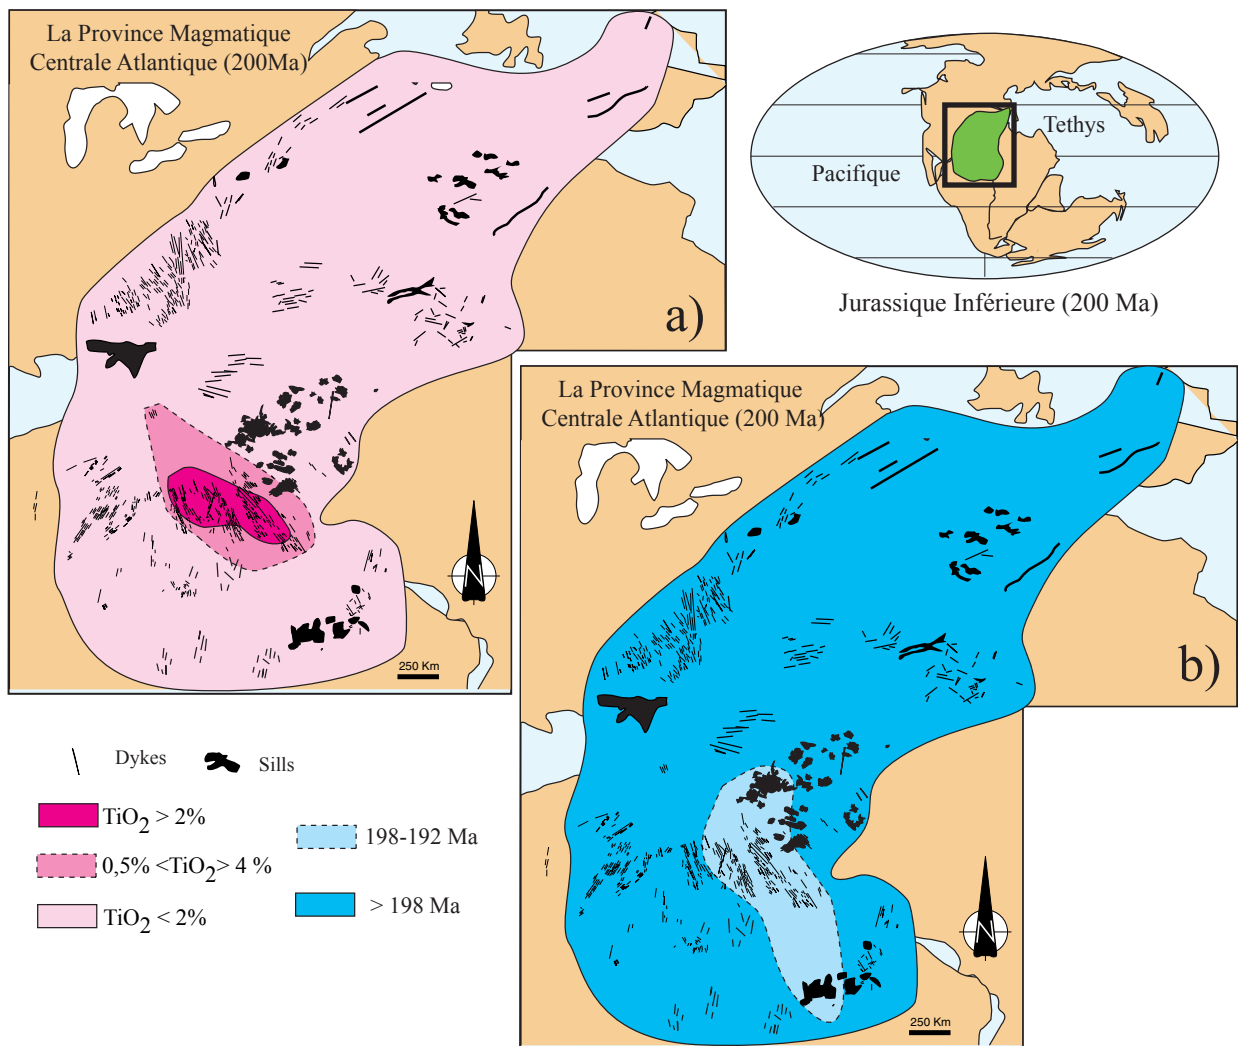 La Province Magmatique
Centrale Atlantique (200Ma)
a)
N
250 Km
Tethys
Pacifique
Jurassique Inférieure (200 Ma)
La Province Magmatique
Centrale Atlantique (200 Ma)
b)
N
250 Km
Dykes
Sills
TiO2 > 2%
0,5% <TiO2> 4 %
TiO2 < 2%
198-192 Ma
> 198 Ma